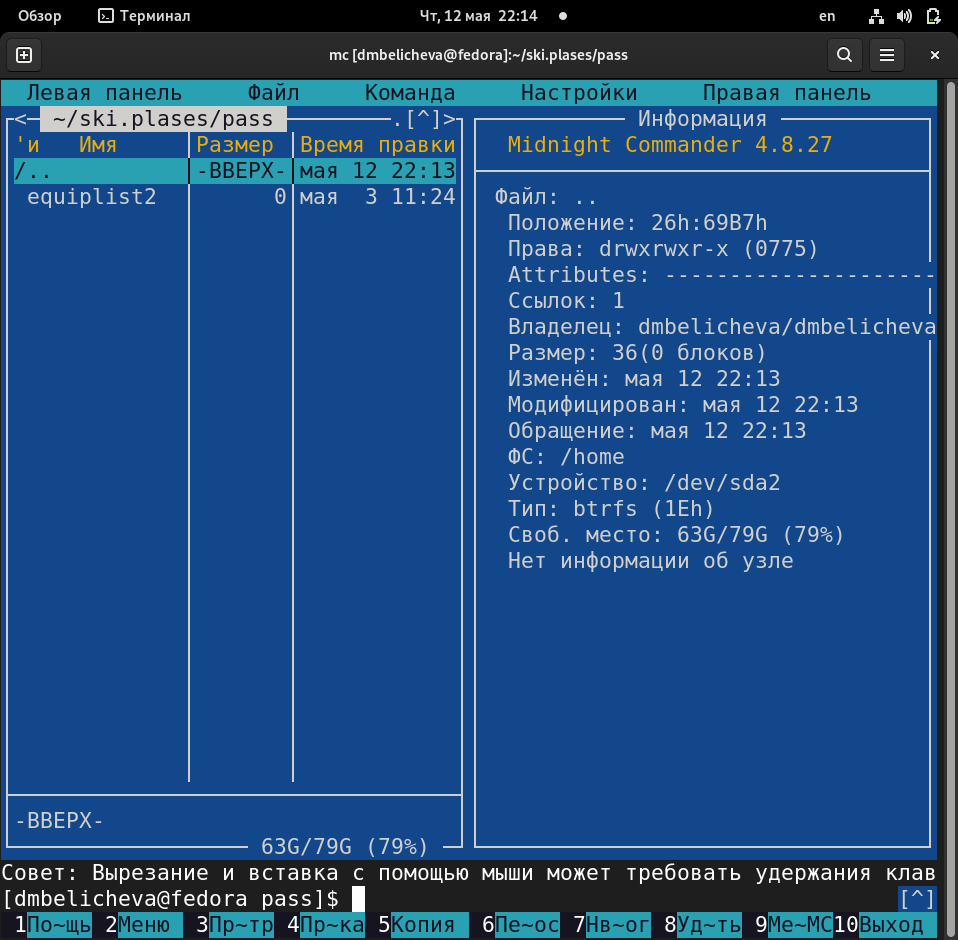 Обзор Терминал Чт, 12 мая 22:14 en
mc [dmbelicheva@fedora]:~/ski.plases/pass
Левая панель Файл Команда Настройки Правая панель
<— ~/ski.plases/pass .[^]>
'и Имя Размер Время правки
/.. -ВВЕРХ- мая 12 22:13
equiplist2 0 мая 3 11:24
-ВВЕРХ-
63G/79G (79%)
Информация
Midnight Commander 4.8.27
Файл: ..
Положение: 26h:69B7h
Права: drwxrwxr-x (0775)
Attributes: ---------------------
Ссылок: 1
Владелец: dmbelicheva/dmbelicheva
Размер: 36(0 блоков)
Изменён: мая 12 22:13
Модифицирован: мая 12 22:13
Обращение: мая 12 22:13
ФС: /home
Устройство: /dev/sda2
Тип: btrfs (1Eh)
Своб. место: 63G/79G (79%)
Нет информации об узле
Совет: Вырезание и вставка с помощью мыши может требовать удержания клав
[dmbelicheva@fedora pass]$ [^]
1По~щь 2Меню 3Пр~тр 4Пр~ка 5Копия 6Пе~ос 7Нв~ог 8Уд~ть 9Ме~МС 10Выход